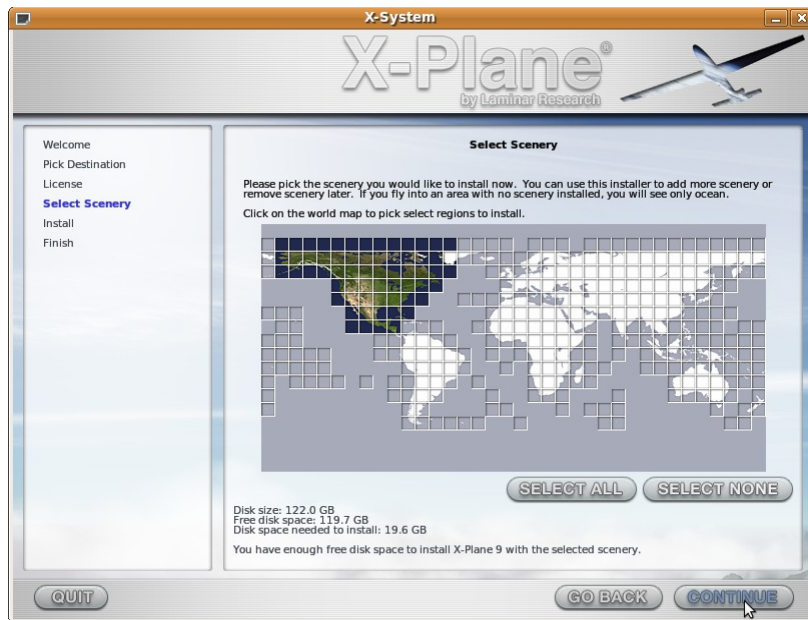 X-System
X-Plane®
by Laminar Research
Welcome
Pick Destination
License
Select Scenery
Install
Finish
Select Scenery
Please pick the scenery you would like to install now. You can use this installer to add more scenery or
remove scenery later. If you fly into an area with no scenery installed, you will see only ocean.
Click on the world map to pick select regions to install.
SELECT ALL
SELECT NONE
Disk size: 122.0 GB
Free disk space: 119.7 GB
Disk space needed to install: 19.6 GB
You have enough free disk space to install X-Plane 9 with the selected scenery.
QUIT
GO BACK
CONTINUE